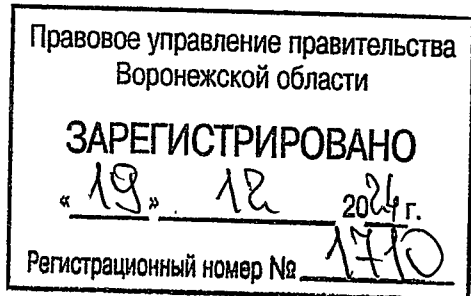 Правовое управление правительства
Воронежской области
ЗАРЕГИСТРИРОВАНО
« 19 » . 12 2024 г.
Регистрационный номер № 1710